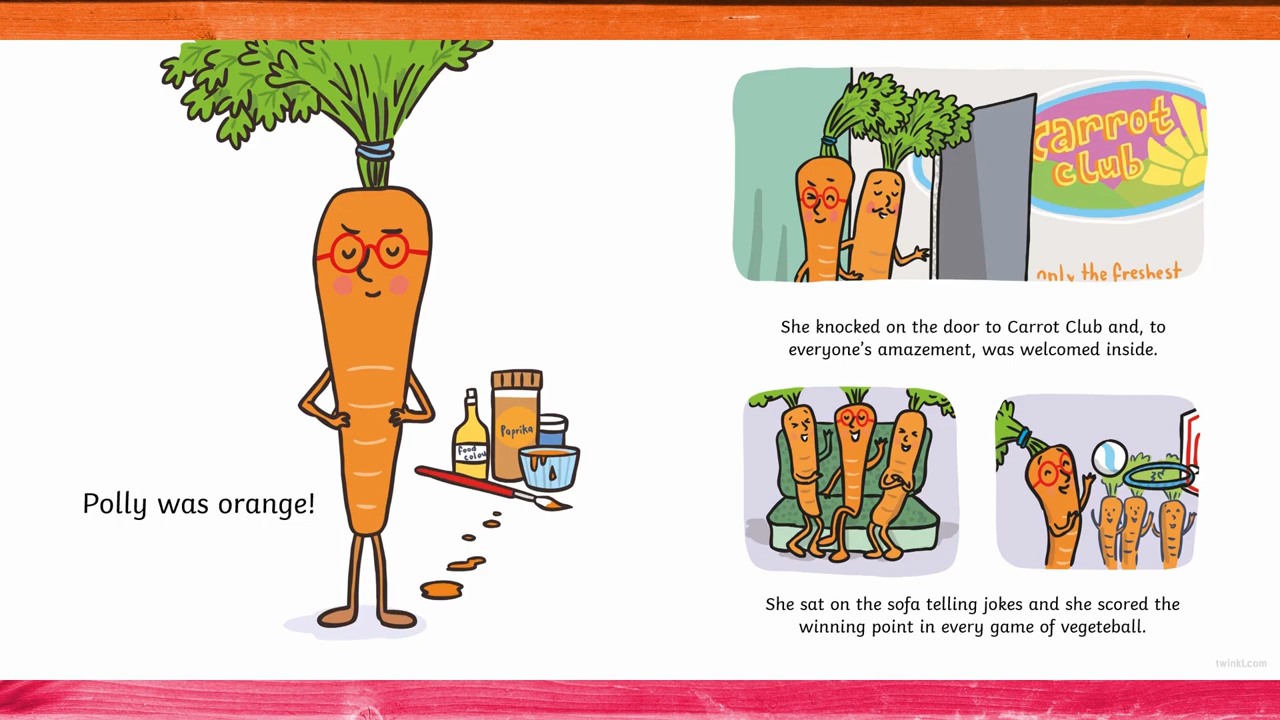 Polly was orange!
food
colou
Paprika
carrot
club
only the freshest
She knocked on the door to Carrot Club and, to
everyone's amazement, was welcomed inside.
She sat on the sofa telling jokes and she scored the
winning point in every game of vegeteball.
twinkl.com